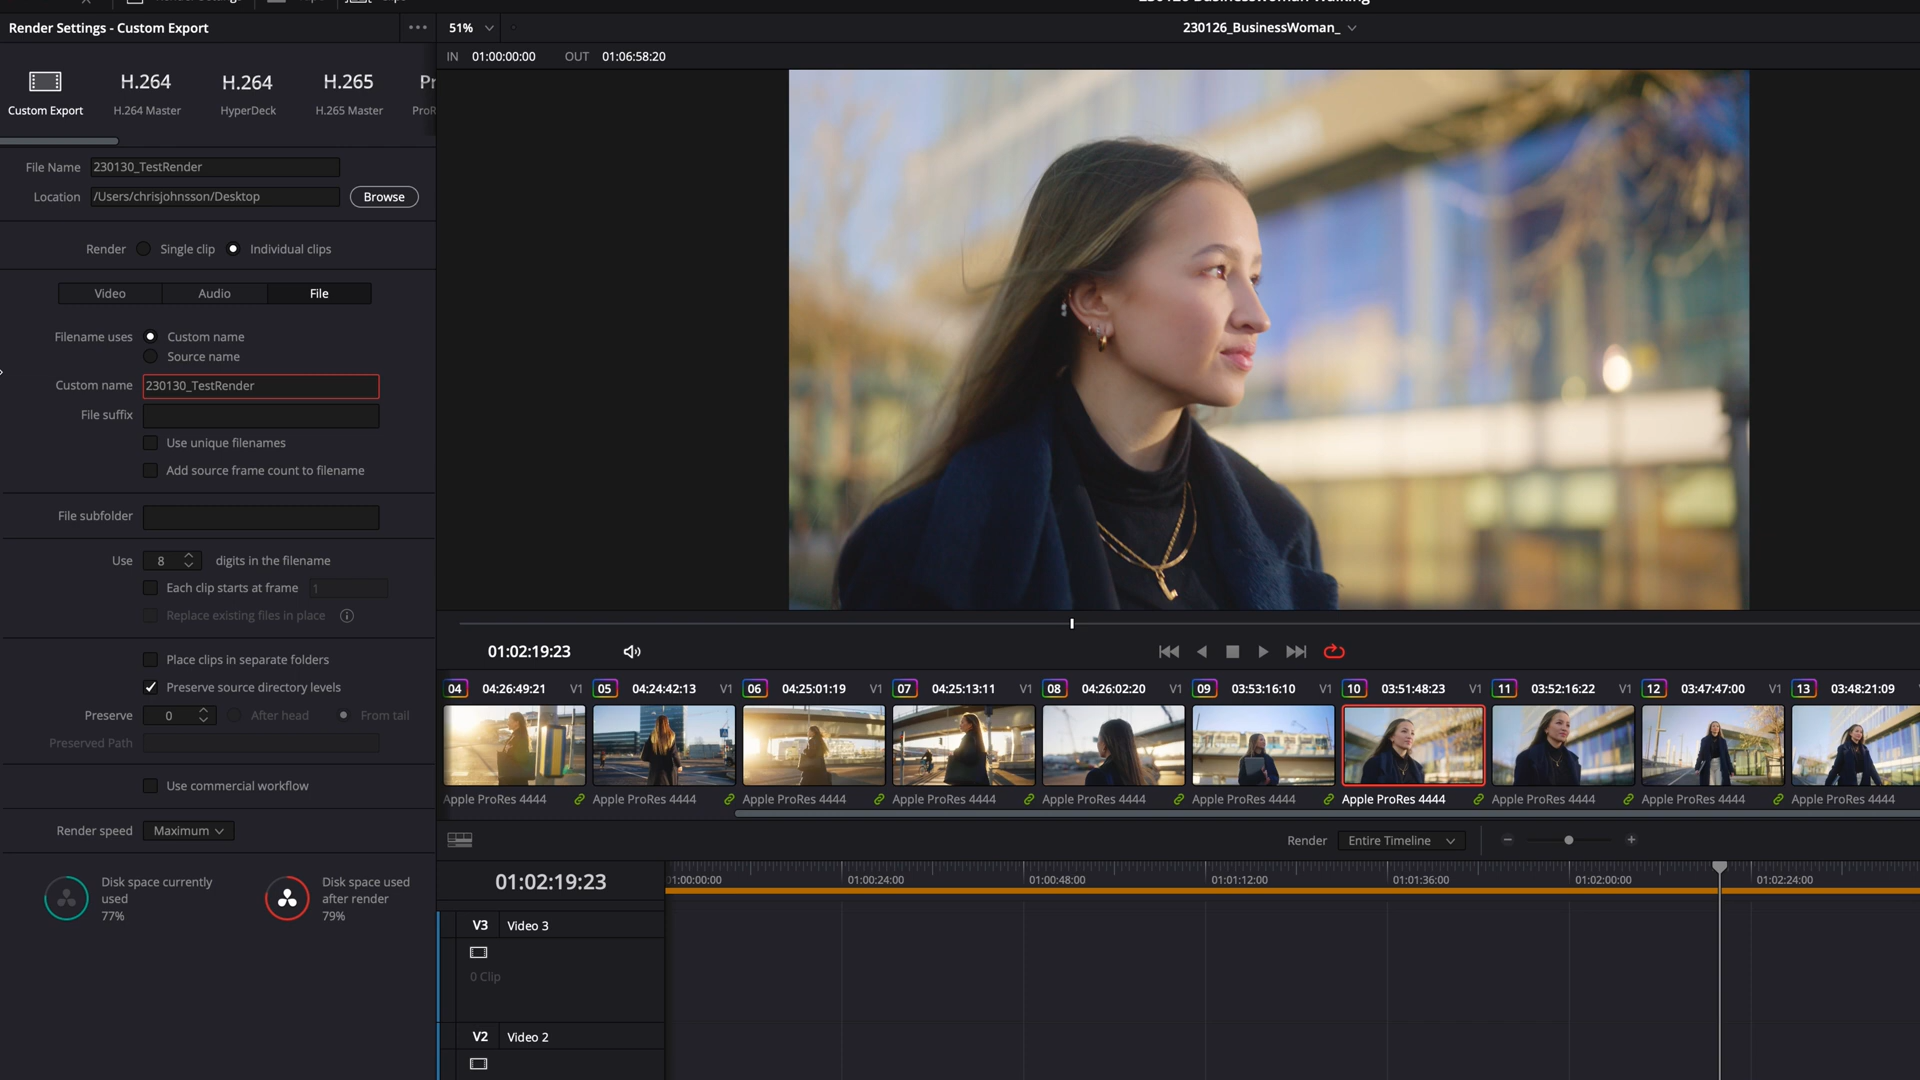 Render Settings - Custom Export
51%
230126_BusinessWoman_
IN 01:00:00:00 OUT 01:06:58:20
H.264 H.264 H.265 Pr
Custom Export H.264 Master HyperDeck H.265 Master ProR
File Name 230130_TestRender
Location /Users/chrisjohnsson/Desktop Browse
Render Single clip Individual clips
Video Audio File
Filename uses Custom name
Source name
Custom name 230130_TestRender
File suffix
Use unique filenames
Add source frame count to filename
File subfolder
Use 8 digits in the filename
Each clip starts at frame 1
Replace existing files in place
Place clips in separate folders
Preserve source directory levels
Preserve 0 After head From tail
Preserved Path
Use commercial workflow
Render speed Maximum
Disk space currently used 77%
Disk space used after render 79%
01:02:19:23
04 04:26:49:21 V1 05 04:24:42:13 V1 06 04:25:01:19 V1 07 04:25:13:11 V1 08 04:26:02:20 V1 09 03:53:16:10 V1 10 03:51:48:23 V1 11 03:52:16:22 V1 12 03:47:47:00 V1 13 03:48:21:09
Apple ProRes 4444 Apple ProRes 4444 Apple ProRes 4444 Apple ProRes 4444 Apple ProRes 4444 Apple ProRes 4444 Apple ProRes 4444 Apple ProRes 4444 Apple ProRes 4444 Apple ProRes 4444
Render Entire Timeline
01:02:19:23 01:00:00:00 01:00:24:00 01:00:48:00 01:01:12:00 01:01:36:00 01:02:00:00 01:02:24:00
V3 Video 3
0 Clip
V2 Video 2